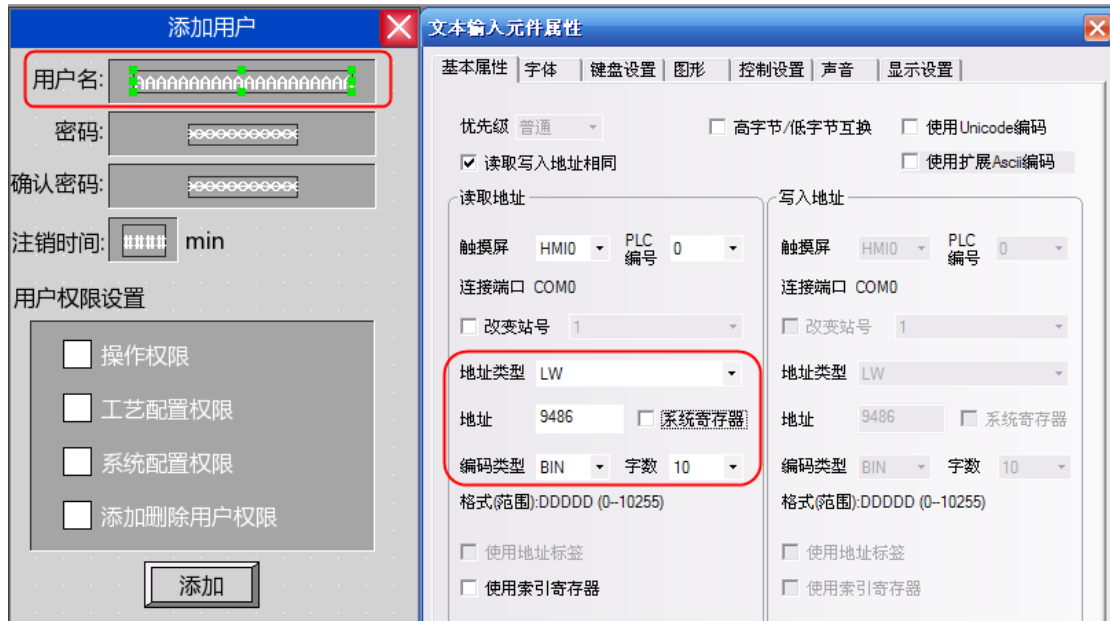 添加用户
用户名: AAAAAAAAAAAAAAAAAAAA
密码: **********
确认密码: **********
注销时间: #### min
用户权限设置
操作权限
工艺配置权限
系统配置权限
添加删除用户权限
添加
文本输入元件属性
基本属性 字体 键盘设置 图形 控制设置 声音 显示设置
优先级 普通 高字节/低字节互换 使用Unicode编码
读取写入地址相同 使用扩展Ascii编码
读取地址
触摸屏 HMI0 PLC编号 0
连接端口 COM0
改变站号 1
地址类型 LW
地址 9486 系统寄存器
编码类型 BIN 字数 10
格式(范围):DDDDD (0--10255)
使用地址标签
使用索引寄存器
写入地址
触摸屏 HMI0 PLC编号 0
连接端口 COM0
改变站号 1
地址类型 LW
地址 9486 系统寄存器
编码类型 BIN 字数 10
格式(范围):DDDDD (0--10255)
使用地址标签
使用索引寄存器